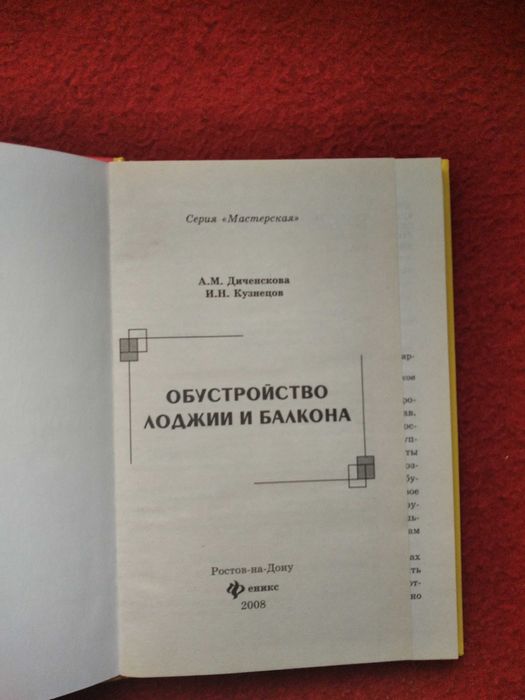 Серия «Мастерская»
А.М. Диченскова
И.Н. Кузнецов
ОБУСТРОЙСТВО
ЛОДЖИИ И БАЛКОНА
Ростов-на-Дону
Феникс
2008